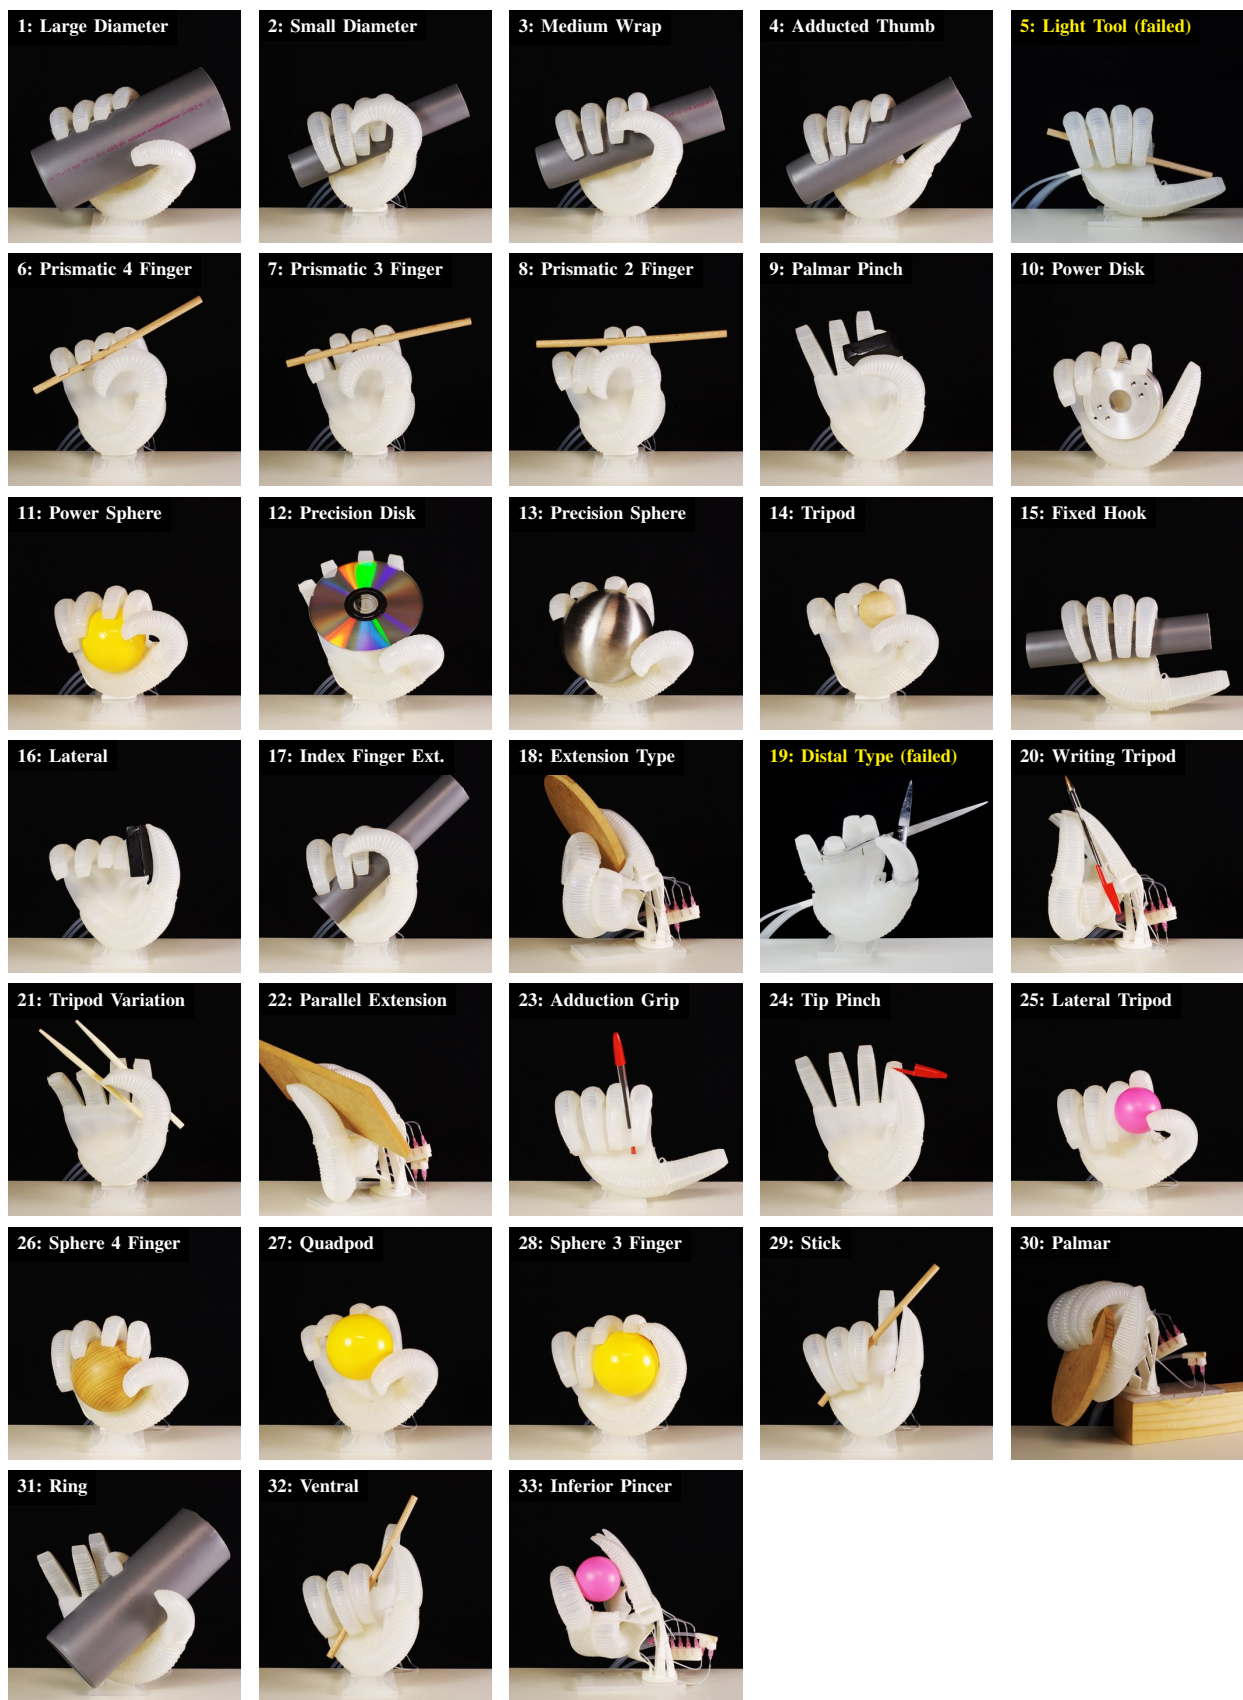 1: Large Diameter
2: Small Diameter
3: Medium Wrap
4: Adducted Thumb
5: Light Tool (failed)
6: Prismatic 4 Finger
7: Prismatic 3 Finger
8: Prismatic 2 Finger
9: Palmar Pinch
10: Power Disk
11: Power Sphere
12: Precision Disk
13: Precision Sphere
14: Tripod
15: Fixed Hook
16: Lateral
17: Index Finger Ext.
18: Extension Type
19: Distal Type (failed)
20: Writing Tripod
21: Tripod Variation
22: Parallel Extension
23: Adduction Grip
24: Tip Pinch
25: Lateral Tripod
26: Sphere 4 Finger
27: Quadpod
28: Sphere 3 Finger
29: Stick
30: Palmar
31: Ring
32: Ventral
33: Inferior Pincer